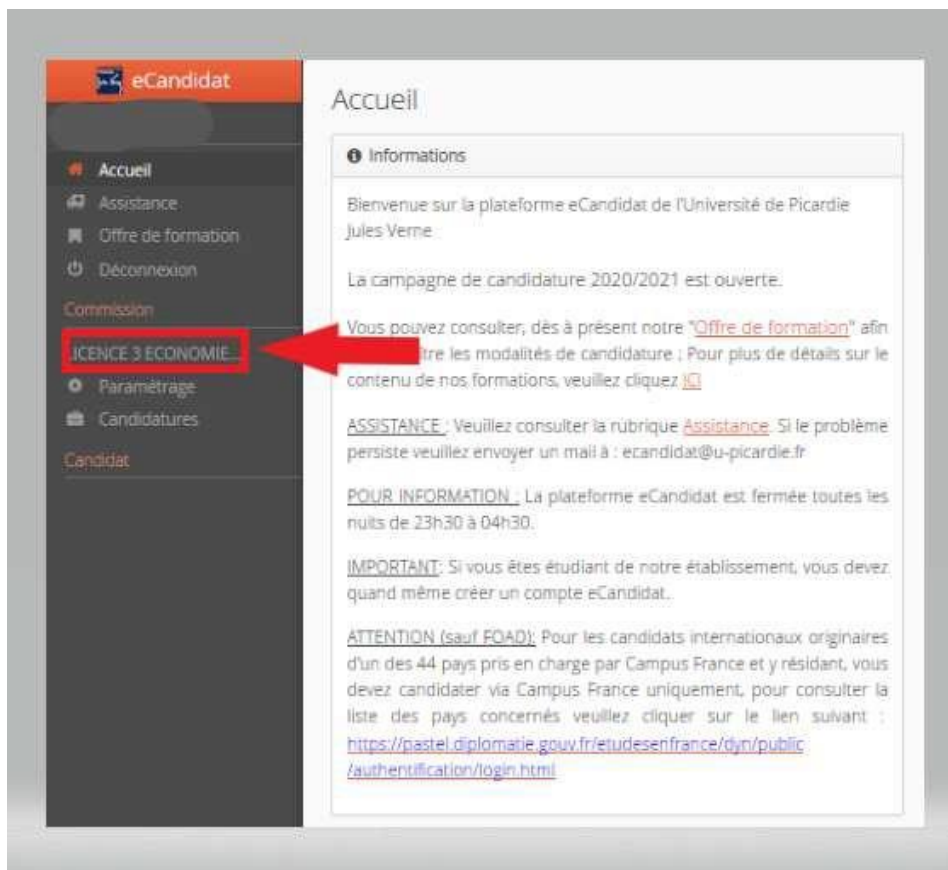 eCandidat
Accueil
Assistance
Offre de formation
Déconnexion
Commission
LICENCE 3 ECONOMIE...
Paramétrage
Candidatures
Candidat
Accueil
Informations
Bienvenue sur la plateforme eCandidat de l'Université de Picardie
Jules Verne
La campagne de candidature 2020/2021 est ouverte.
Vous pouvez consulter, dès à présent notre "Offre de formation" afin
tre les modalités de candidature ; Pour plus de détails sur le
contenu de nos formations, veuillez cliquez ICI
ASSISTANCE : Veuillez consulter la rubrique Assistance. Si le problème
persiste veuillez envoyer un mail à : ecandidat@u-picardie.fr
POUR INFORMATION : La plateforme eCandidat est fermée toutes les
nuits de 23h30 à 04h30.
IMPORTANT: Si vous êtes étudiant de notre établissement, vous devez
quand même créer un compte eCandidat.
ATTENTION (sauf FOAD): Pour les candidats internationaux originaires
d'un des 44 pays pris en charge par Campus France et y résidant, vous
devez candidater via Campus France uniquement, pour consulter la
liste des pays concernés veuillez cliquer sur le lien suivant :
https://pastel.diplomatie.gouv.fr/etudesenfrance/dyn/public
/authentification/login.html